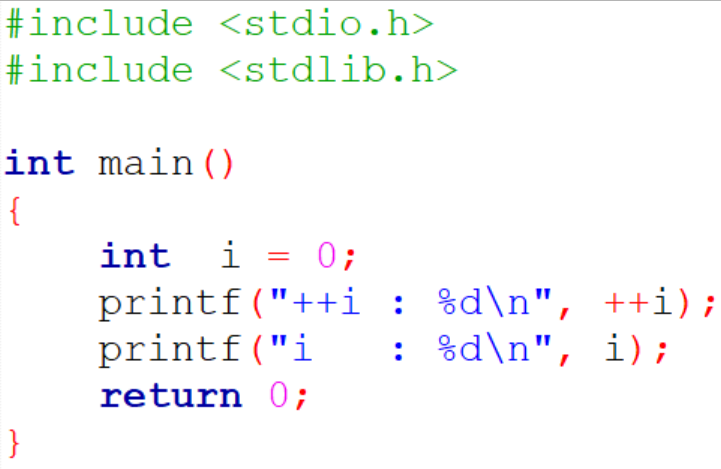 #include <stdio.h>
#include <stdlib.h>
int main()
{
    int  i = 0;
    printf("++i : %d\n", ++i);
    printf("i   : %d\n", i);
    return 0;
}